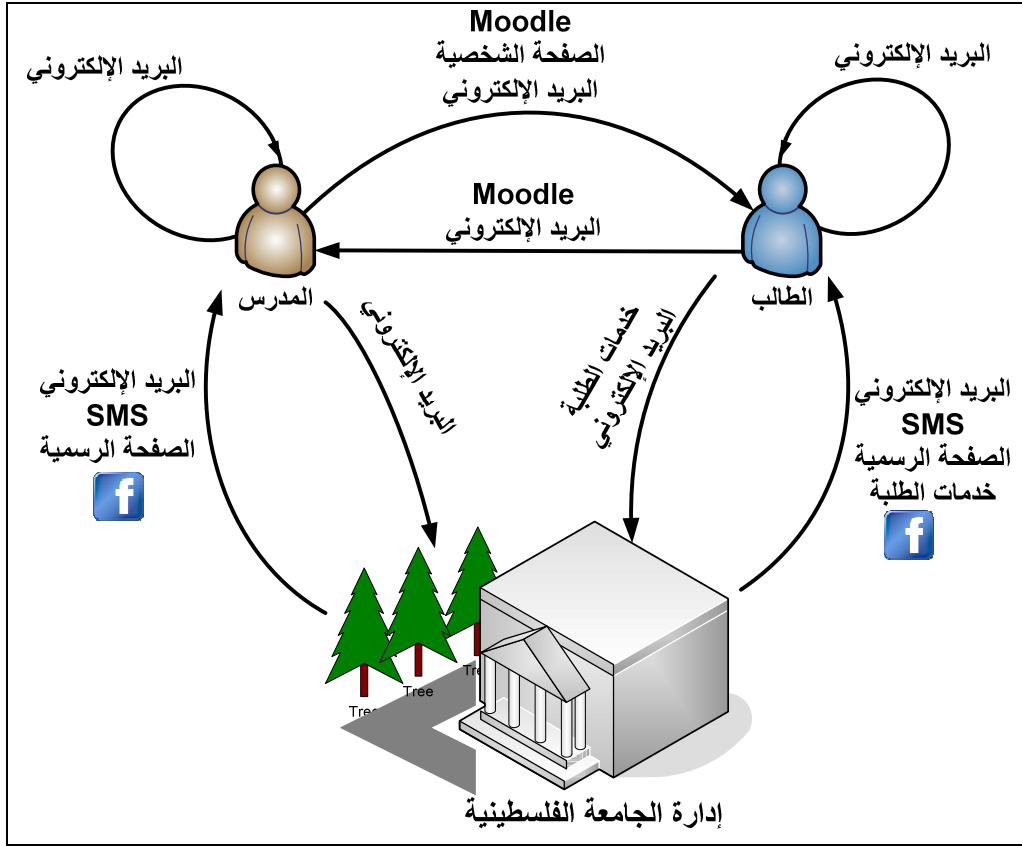 Moodle
الصفحة الشخصية
البريد الإلكتروني
البريد الإلكتروني
البريد الإلكتروني
Moodle
البريد الإلكتروني
الطالب
المدرس
البريد الإلكتروني
خدمات الطلبة
البريد الإلكتروني
البريد الإلكتروني
SMS
الصفحة الرسمية
خدمات الطلبة
f
البريد الإلكتروني
SMS
الصفحة الرسمية
f
Tree
Tree
Tre
إدارة الجامعة الفلسطينية